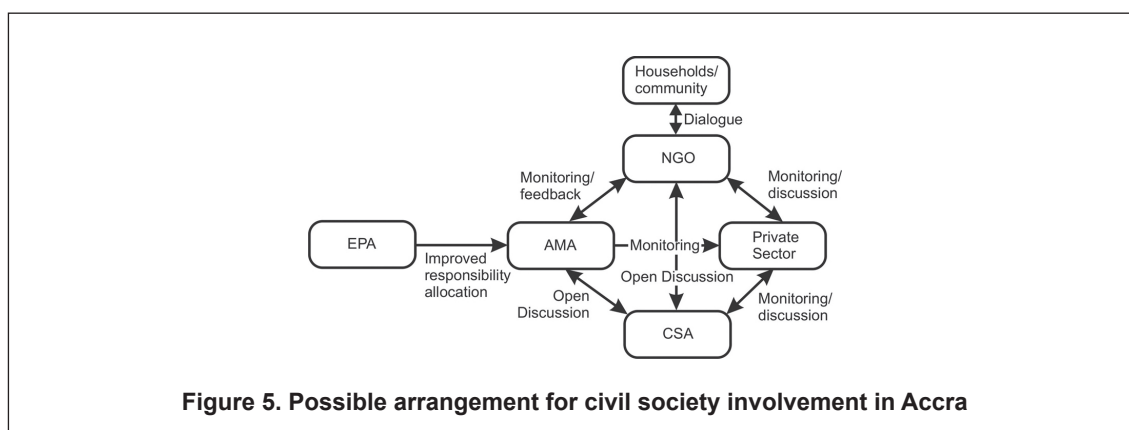 Households/
community
Dialogue
NGO
Monitoring/
feedback
Monitoring/
discussion
EPA
Improved
responsibility
allocation
AMA
Monitoring
Private
Sector
Open Discussion
Open
Discussion
Monitoring/
discussion
CSA
Figure 5. Possible arrangement for civil society involvement in Accra